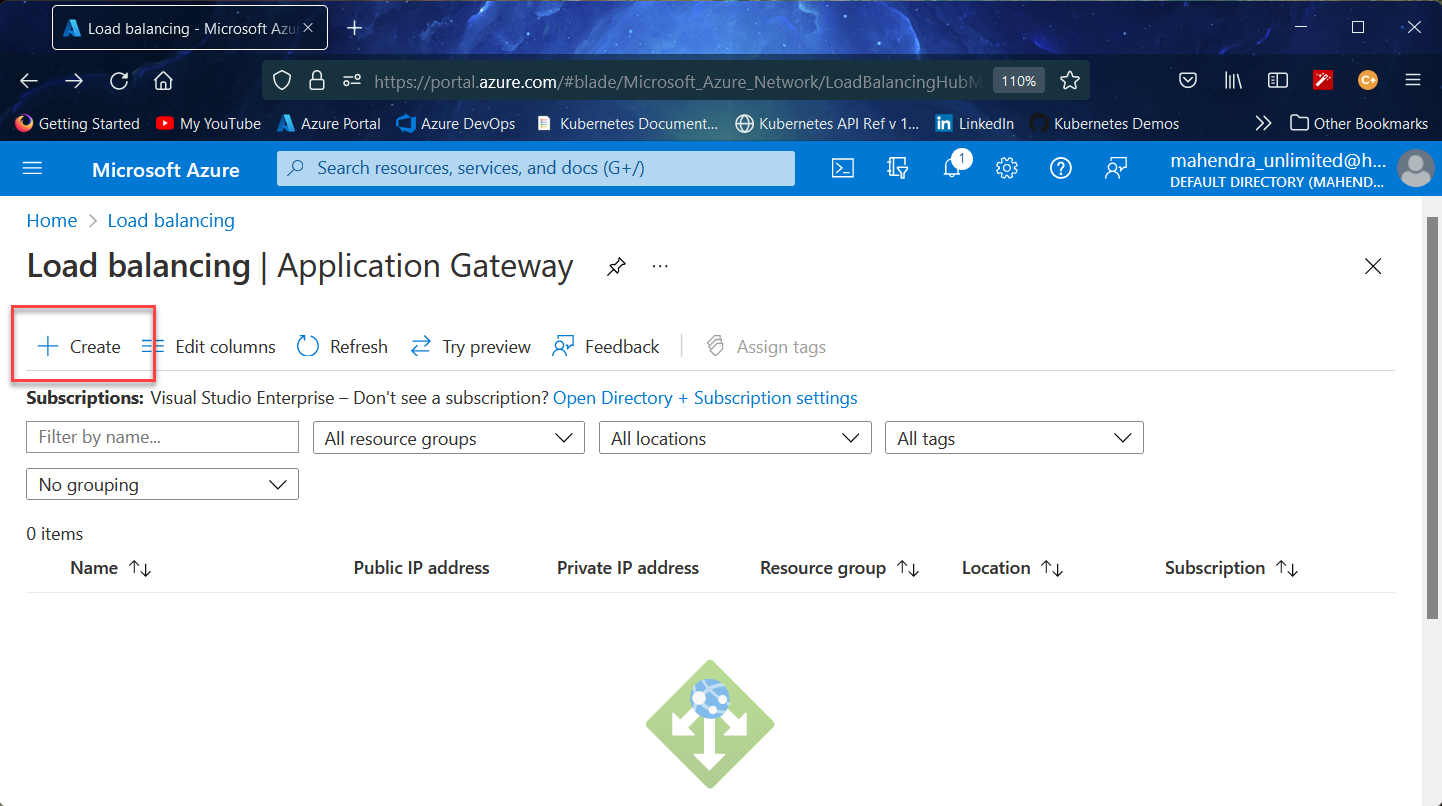 Load balancing - Microsoft Azu
https://portal.azure.com/#blade/Microsoft_Azure_Network/LoadBalancingHubM 110%
Getting Started My YouTube Azure Portal Azure DevOps Kubernetes Document... Kubernetes API Ref v 1... LinkedIn Kubernetes Demos Other Bookmarks
Microsoft Azure Search resources, services, and docs (G+/) 1 mahendra_unlimited@h...
DEFAULT DIRECTORY (MAHEND...
Home > Load balancing
Load balancing | Application Gateway ...
+ Create Edit columns Refresh Try preview Feedback Assign tags
Subscriptions: Visual Studio Enterprise – Don't see a subscription? Open Directory + Subscription settings
Filter by name... All resource groups All locations All tags
No grouping
0 items
Name Public IP address Private IP address Resource group Location Subscription